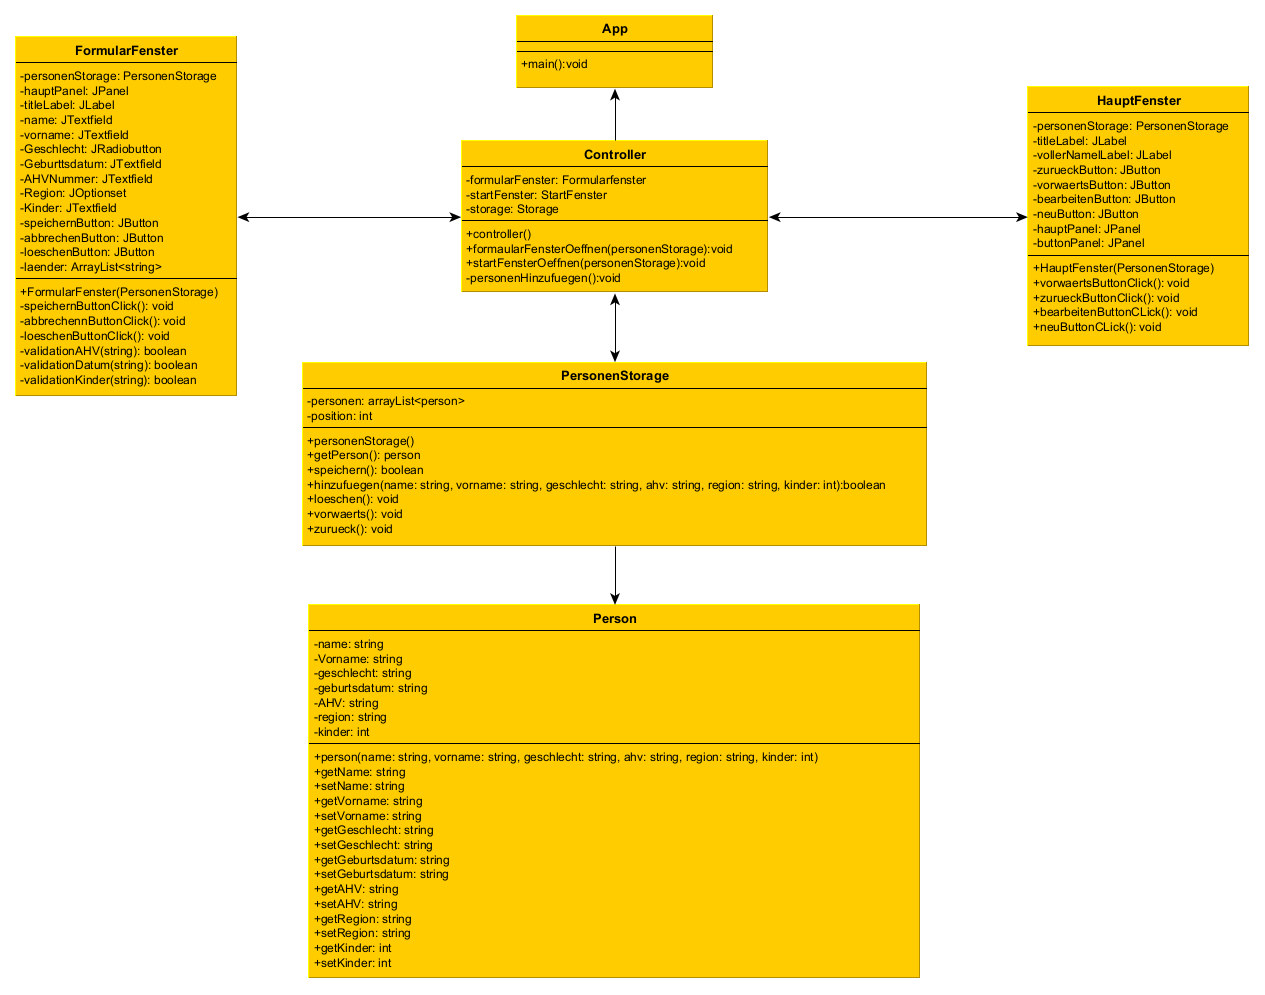 App
+main():void
FormularFenster
-personenStorage: PersonenStorage
-hauptPanel: JPanel
-titleLabel: JLabel
-name: JTextfield
-vorname: JTextfield
-Geschlecht: JRadiobutton
-Geburttsdatum: JTextfield
-AHVNummer: JTextfield
-Region: JOptionset
-Kinder: JTextfield
-speichernButton: JButton
-abbrechenButton: JButton
-loeschenButton: JButton
-laender: ArrayList<string>
+FormularFenster(PersonenStorage)
-speichernButtonClick(): void
-abbrechennButtonClick(): void
-loeschenButtonClick(): void
-validationAHV(string): boolean
-validationDatum(string): boolean
-validationKinder(string): boolean
Controller
-formularFenster: Formularfenster
-startFenster: StartFenster
-storage: Storage
+controller()
+formaularFensterOeffnen(personenStorage):void
+startFensterOeffnen(personenStorage):void
-personenHinzufuegen():void
HauptFenster
-personenStorage: PersonenStorage
-titleLabel: JLabel
-vollerNamelLabel: JLabel
-zurueckButton: JButton
-vorwaertsButton: JButton
-bearbeitenButton: JButton
-neuButton: JButton
-hauptPanel: JPanel
-buttonPanel: JPanel
+HauptFenster(PersonenStorage)
+vorwaertsButtonClick(): void
+zurueckButtonClick(): void
+bearbeitenButtonCLick(): void
+neuButtonCLick(): void
PersonenStorage
-personen: arrayList<person>
-position: int
+personenStorage()
+getPerson(): person
+speichern(): boolean
+hinzufuegen(name: string, vorname: string, geschlecht: string, ahv: string, region: string, kinder: int):boolean
+loeschen(): void
+vorwaerts(): void
+zurueck(): void
Person
-name: string
-Vorname: string
-geschlecht: string
-geburtsdatum: string
-AHV: string
-region: string
-kinder: int
+person(name: string, vorname: string, geschlecht: string, ahv: string, region: string, kinder: int)
+getName: string
+setName: string
+getVorname: string
+setVorname: string
+getGeschlecht: string
+setGeschlecht: string
+getGeburtsdatum: string
+setGeburtsdatum: string
+getAHV: string
+setAHV: string
+getRegion: string
+setRegion: string
+getKinder: int
+setKinder: int